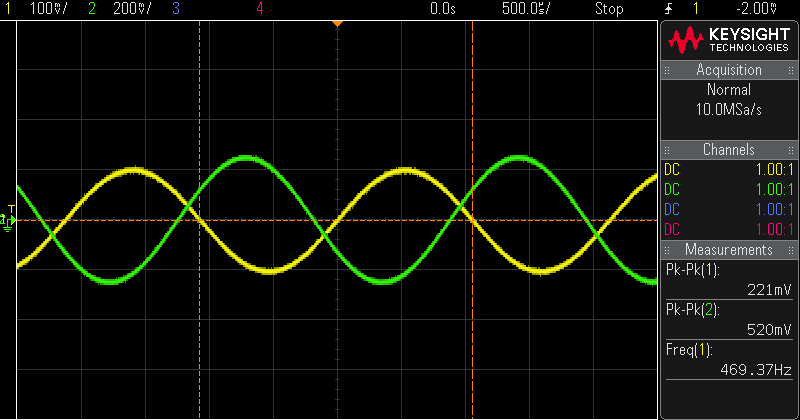 1 100mV/ 2 200mV/ 3 4 0.0s 500.0s/ Stop 1 -2.00V
KEYSIGHT
TECHNOLOGIES
Acquisition
Normal
10.0MSa/s
Channels
DC 1.00:1
DC 1.00:1
DC 1.00:1
DC 1.00:1
T
Measurements
Pk-Pk(1):
221mV
Pk-Pk(2):
520mV
Freq(1):
469.37Hz